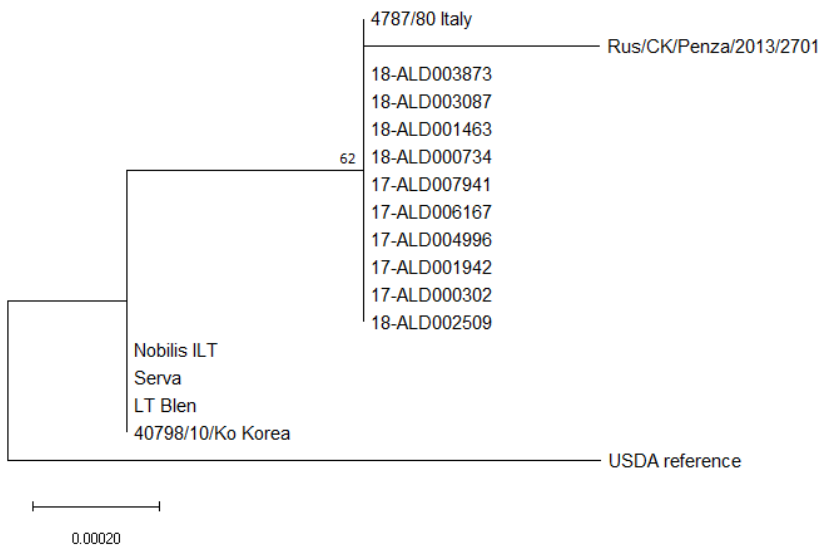 4787/80 Italy
Rus/CK/Penza/2013/2701
18-ALD003873
18-ALD003087
18-ALD001463
62
18-ALD000734
17-ALD007941
17-ALD006167
17-ALD004996
17-ALD001942
17-ALD000302
18-ALD002509
Nobilis ILT
Serva
LT Blen
40798/10/Ko Korea
USDA reference
0.00020